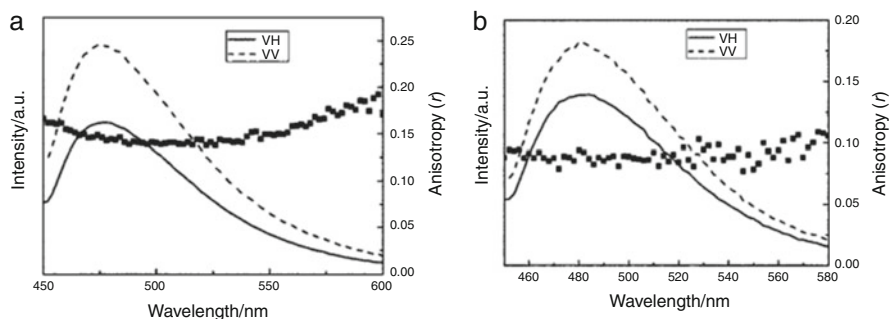 a
VH
VV
Intensity/a.u.
0.25
0.20
0.15
0.10
0.05
0.00
Anisotropy (r)
450
500
550
600
Wavelength/nm
b
VH
VV
Intensity/a.u.
0.20
0.15
0.10
0.05
0.00
Anisotropy (r)
460
480
500
520
540
560
580
Wavelength/nm